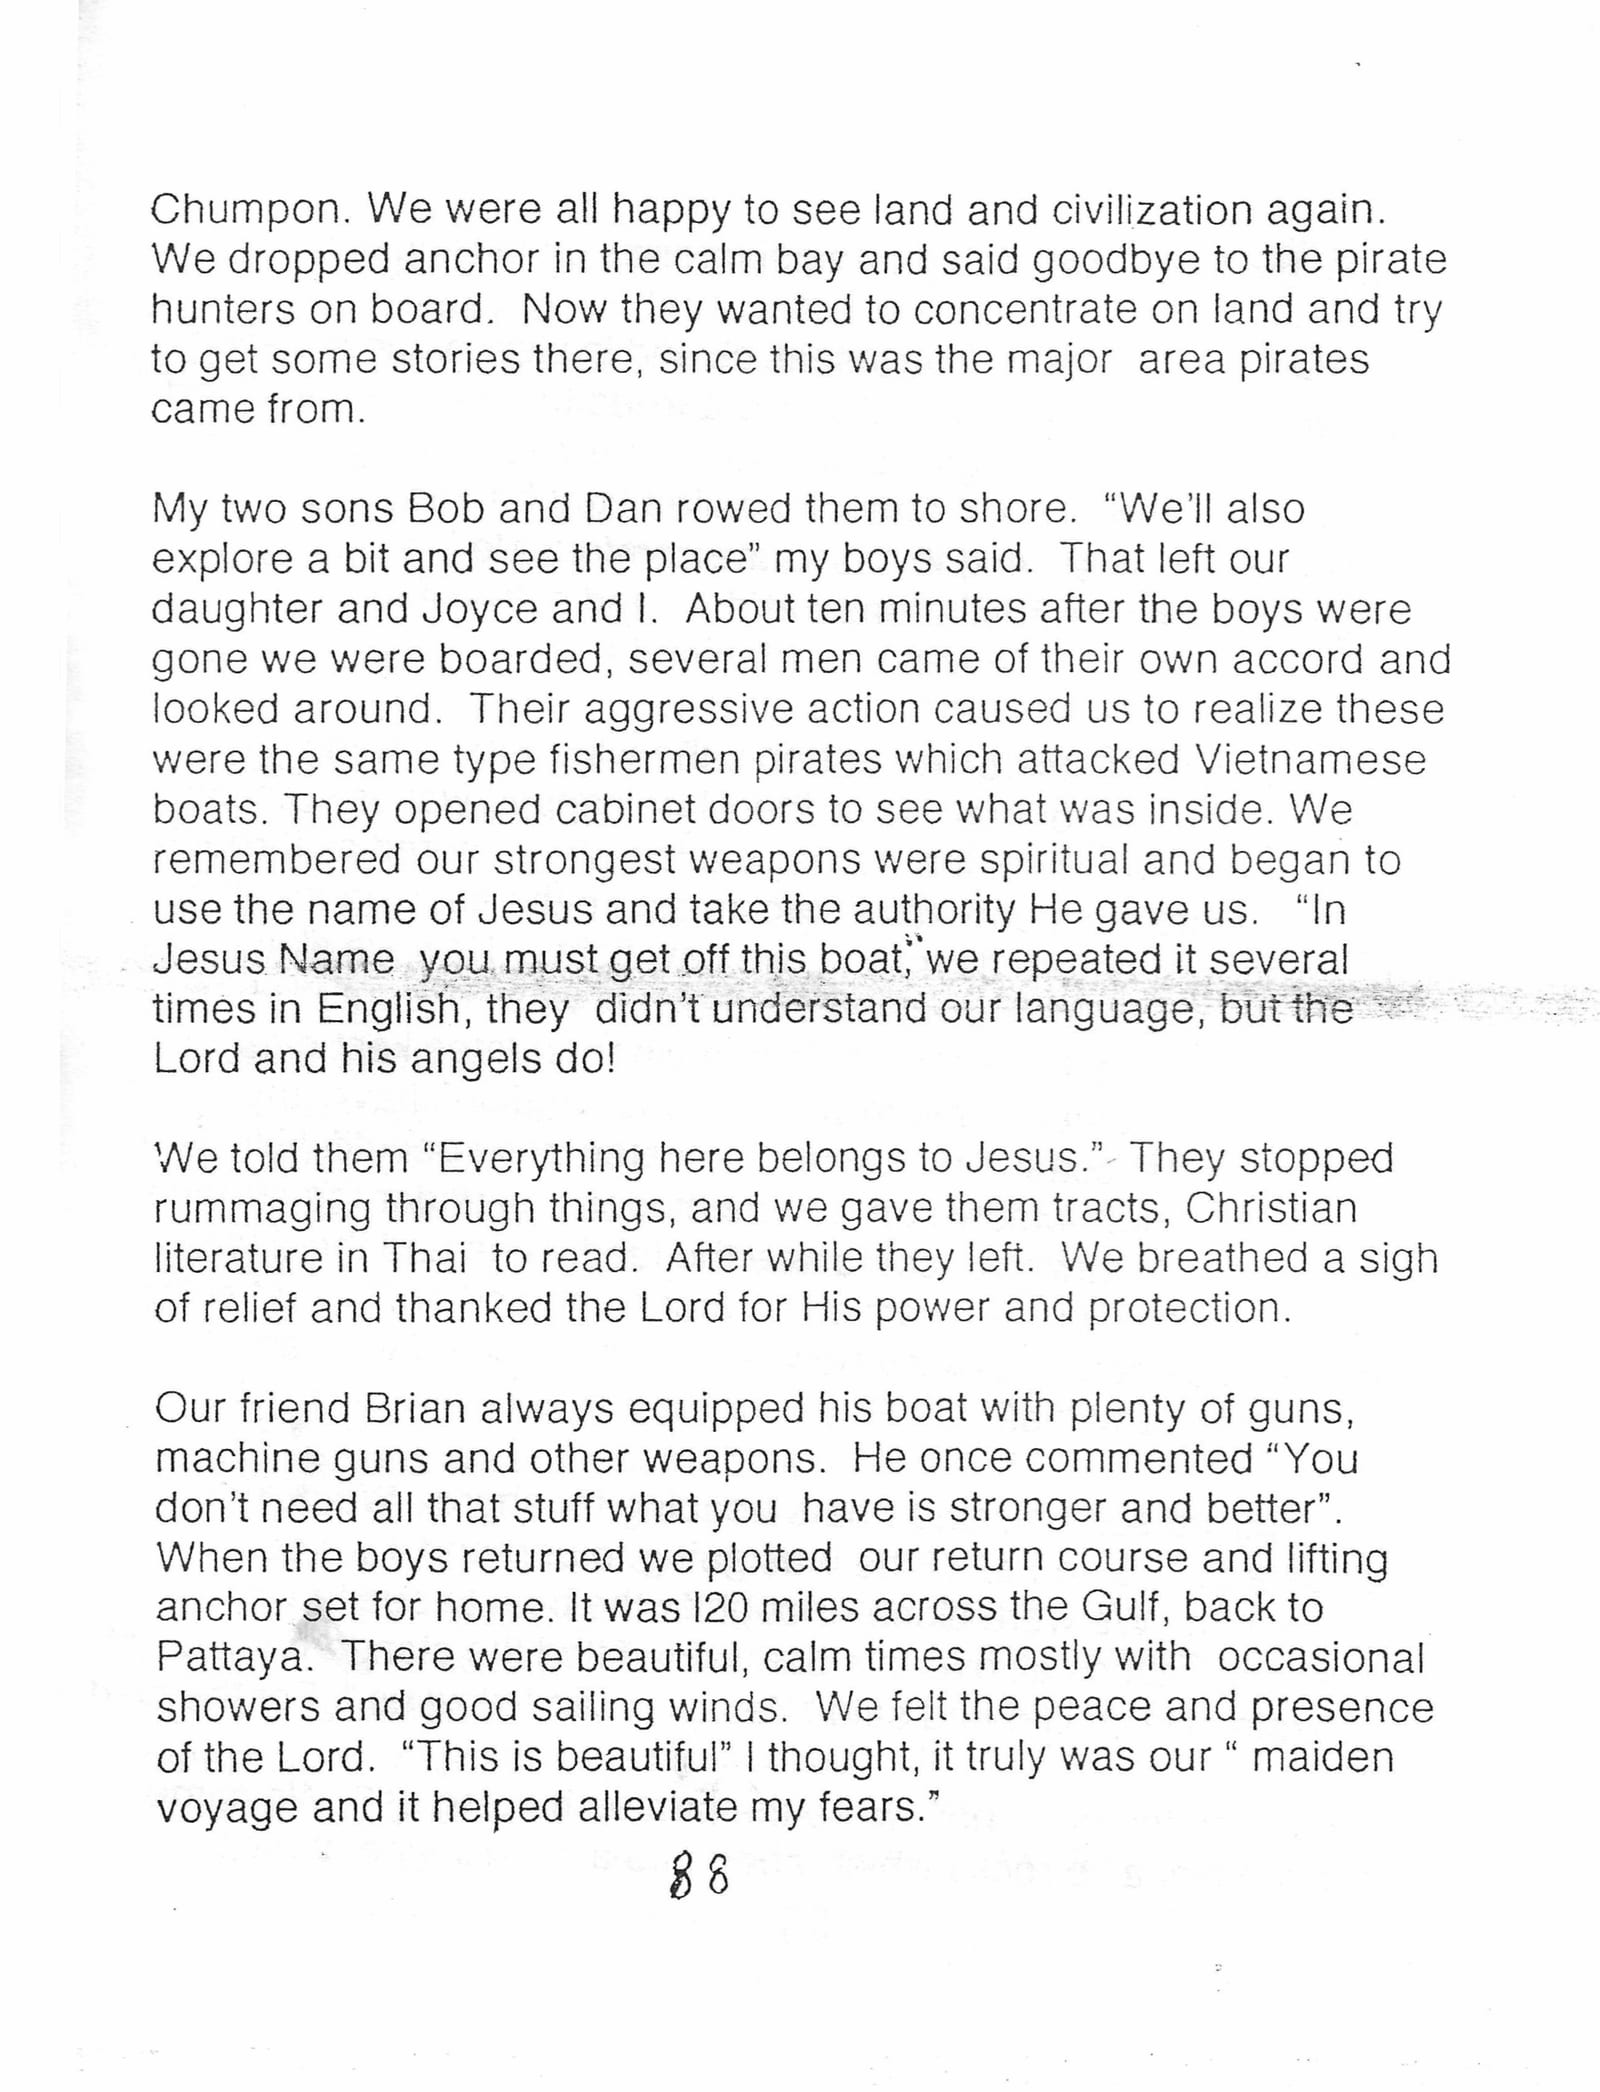 Chumpon. We were all happy to see land and civilization again.
We dropped anchor in the calm bay and said goodbye to the pirate
hunters on board.  Now they wanted to concentrate on land and try
to get some stories there, since this was the major  area pirates
came from.

My two sons Bob and Dan rowed them to shore.  “We’ll also
explore a bit and see the place” my boys said.  That left our
daughter and Joyce and I.  About ten minutes after the boys were
gone we were boarded, several men came of their own accord and
looked around.  Their aggressive action caused us to realize these
were the same type fishermen pirates which attacked Vietnamese
boats. They opened cabinet doors to see what was inside. We
remembered our strongest weapons were spiritual and began to
use the name of Jesus and take the authority He gave us.   “In
Jesus Name  you must get off this boat,” we repeated it several
times in English, they  didn’t understand our language, but the
Lord and his angels do!

We told them “Everything here belongs to Jesus.”  They stopped
rummaging through things, and we gave them tracts, Christian
literature in Thai  to read.  After while they left.  We breathed a sigh
of relief and thanked the Lord for His power and protection.

Our friend Brian always equipped his boat with plenty of guns,
machine guns and other weapons.  He once commented “You
don’t need all that stuff what you  have is stronger and better”.
When the boys returned we plotted  our return course and lifting
anchor set for home. It was l20 miles across the Gulf, back to
Pattaya.  There were beautiful, calm times mostly with  occasional
showers and good sailing winds.  We felt the peace and presence
of the Lord.  “This is beautiful” I thought, it truly was our “ maiden
voyage and it helped alleviate my fears.”
88